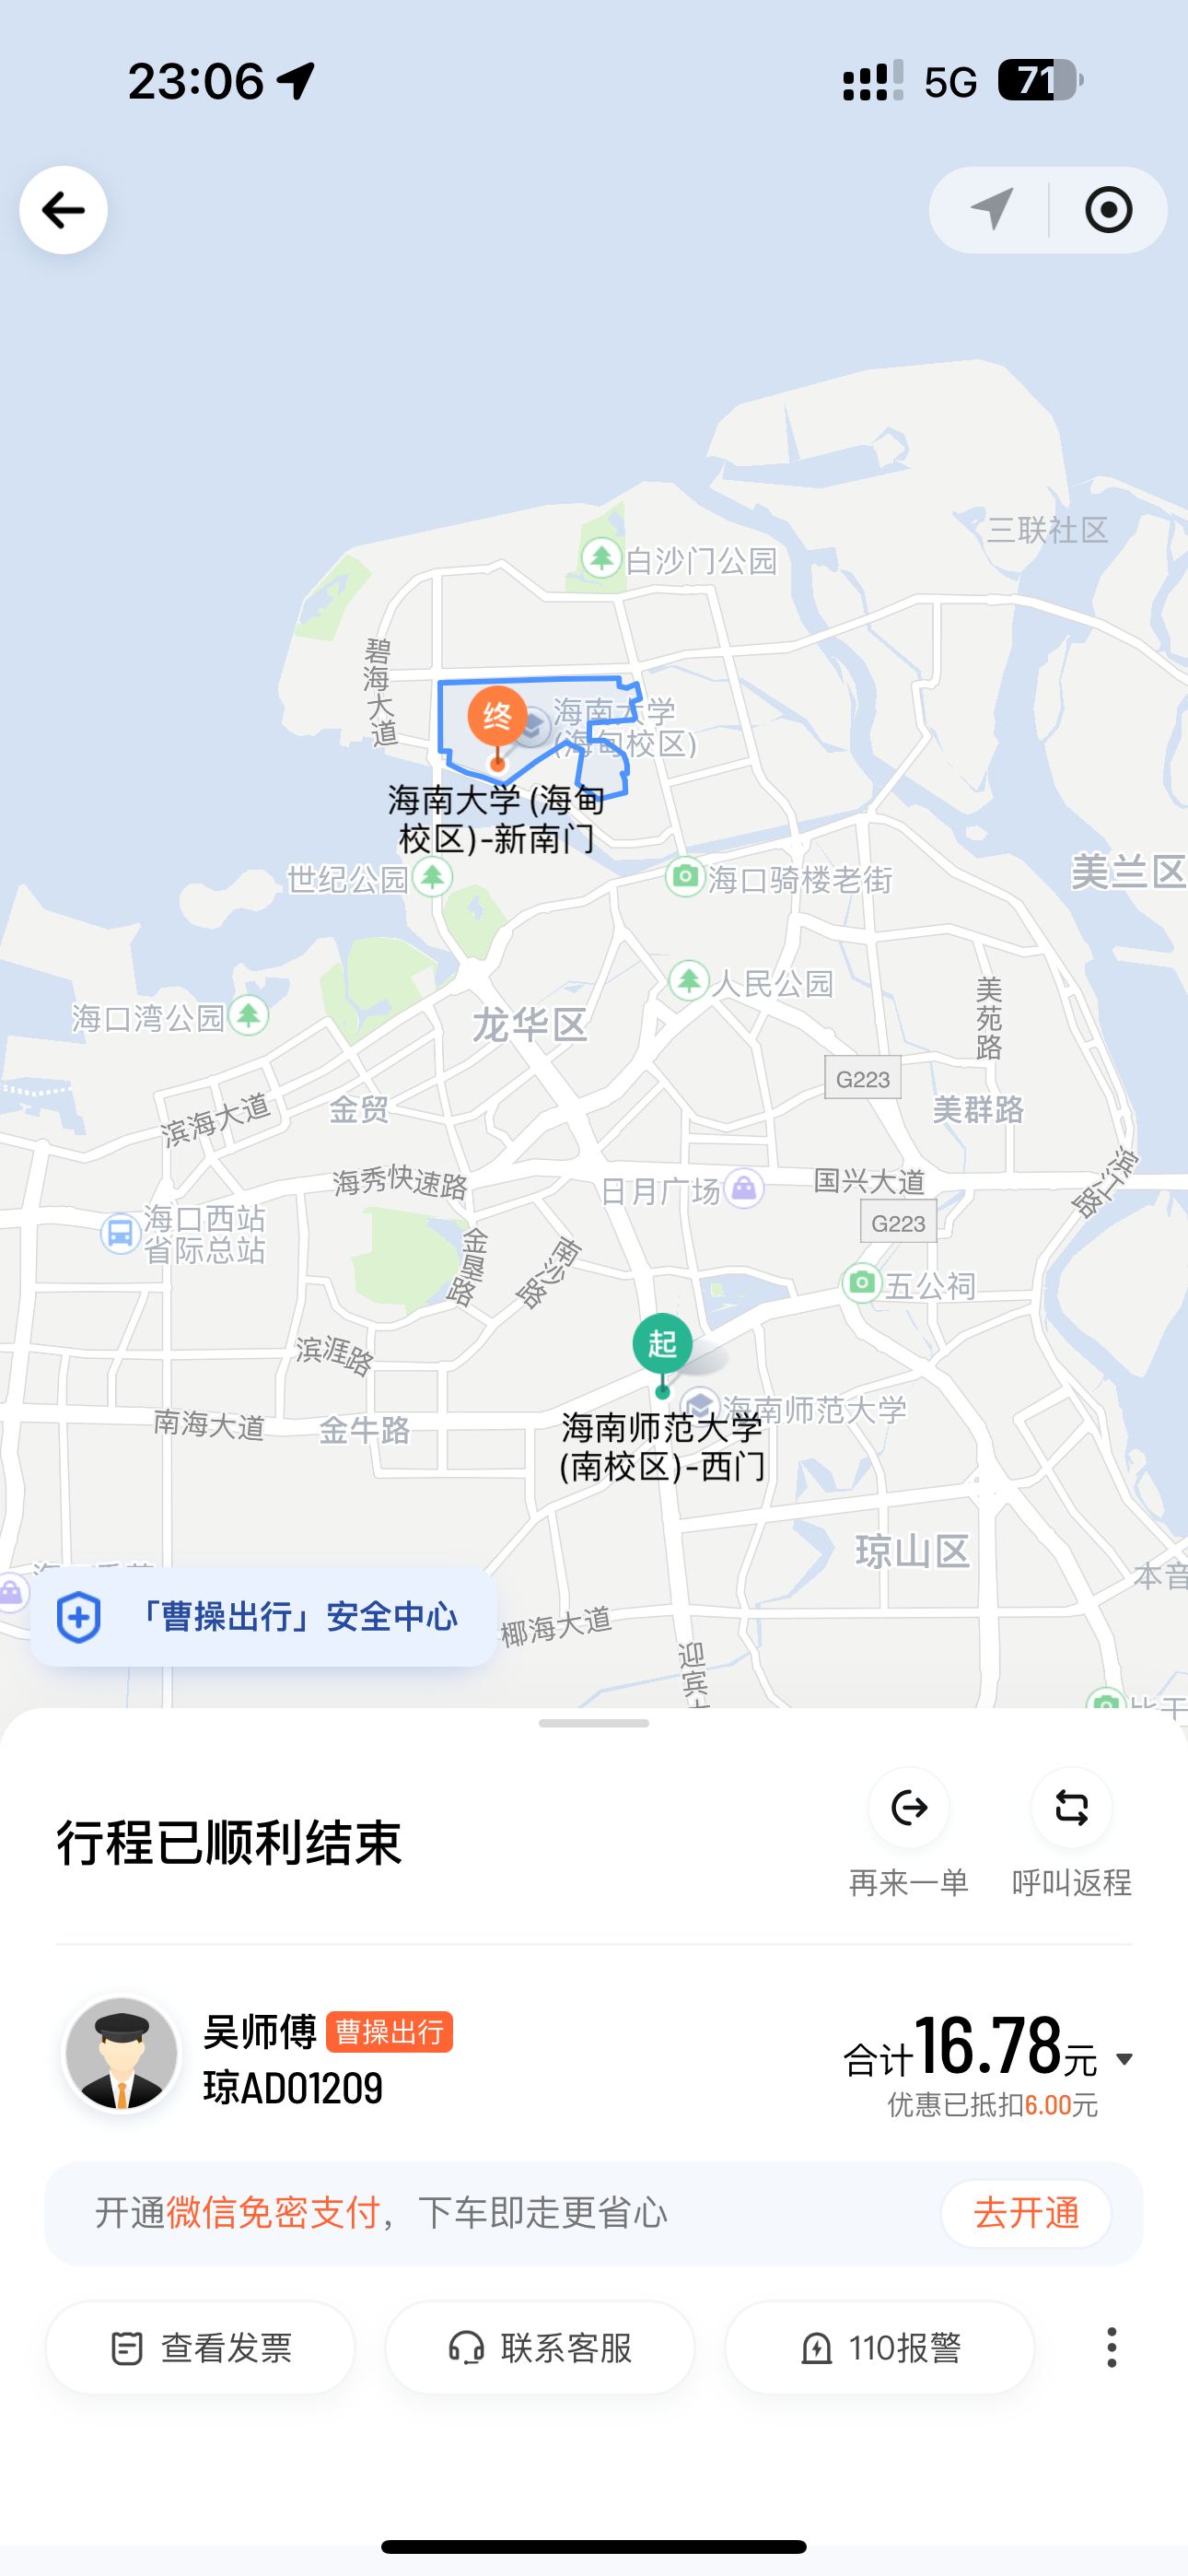 23:06
5G
71
三联社区
白沙门公园
碧海大道
终
海南大学
(海甸校区)
海南大学 (海甸
校区)-新南门
美兰区
世纪公园
海口骑楼老街
人民公园
美苑路
海口湾公园
龙华区
G223
金贸
美群路
滨海大道
海秀快速路
日月广场
国兴大道
滨江路
海口西站
省际总站
G223
金垦路
南沙路
五公祠
起
滨涯路
海南师范大学
南海大道
金牛路
海南师范大学
(南校区)-西门
琼山区
本音
「曹操出行」安全中心
椰海大道
迎宾
行程已顺利结束
再来一单
呼叫返程
吴师傅 曹操出行
琼AD01209
合计16.78元
优惠已抵扣6.00元
开通微信免密支付，下车即走更省心
去开通
查看发票
联系客服
110报警